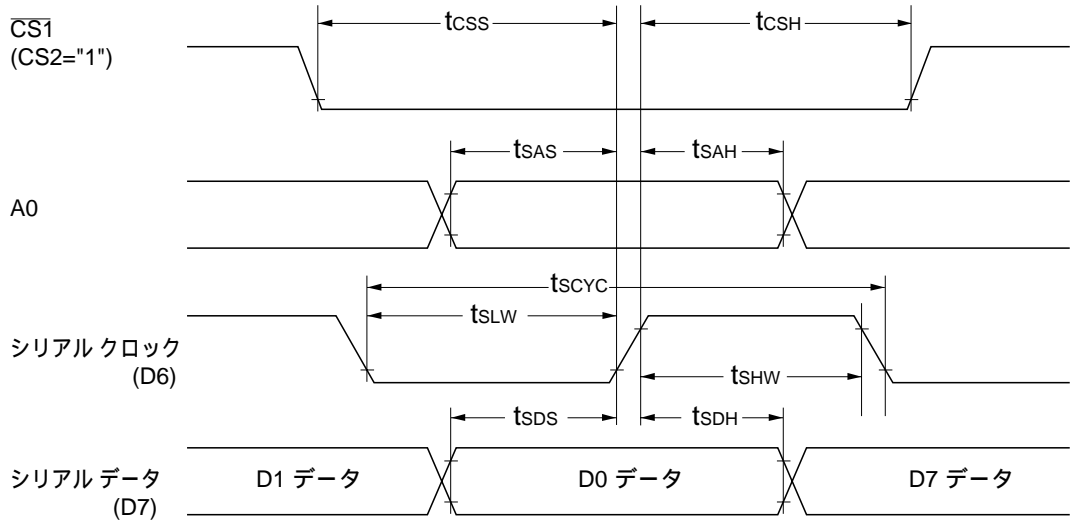 CS1
(CS2="1")
tCSS
tCSH
A0
tSAS
tSAH
tSCYC
シリアル クロック
(D6)
tSLW
tSHW
シリアル データ
(D7)
tSDS
tSDH
D1 データ
D0 データ
D7 データ